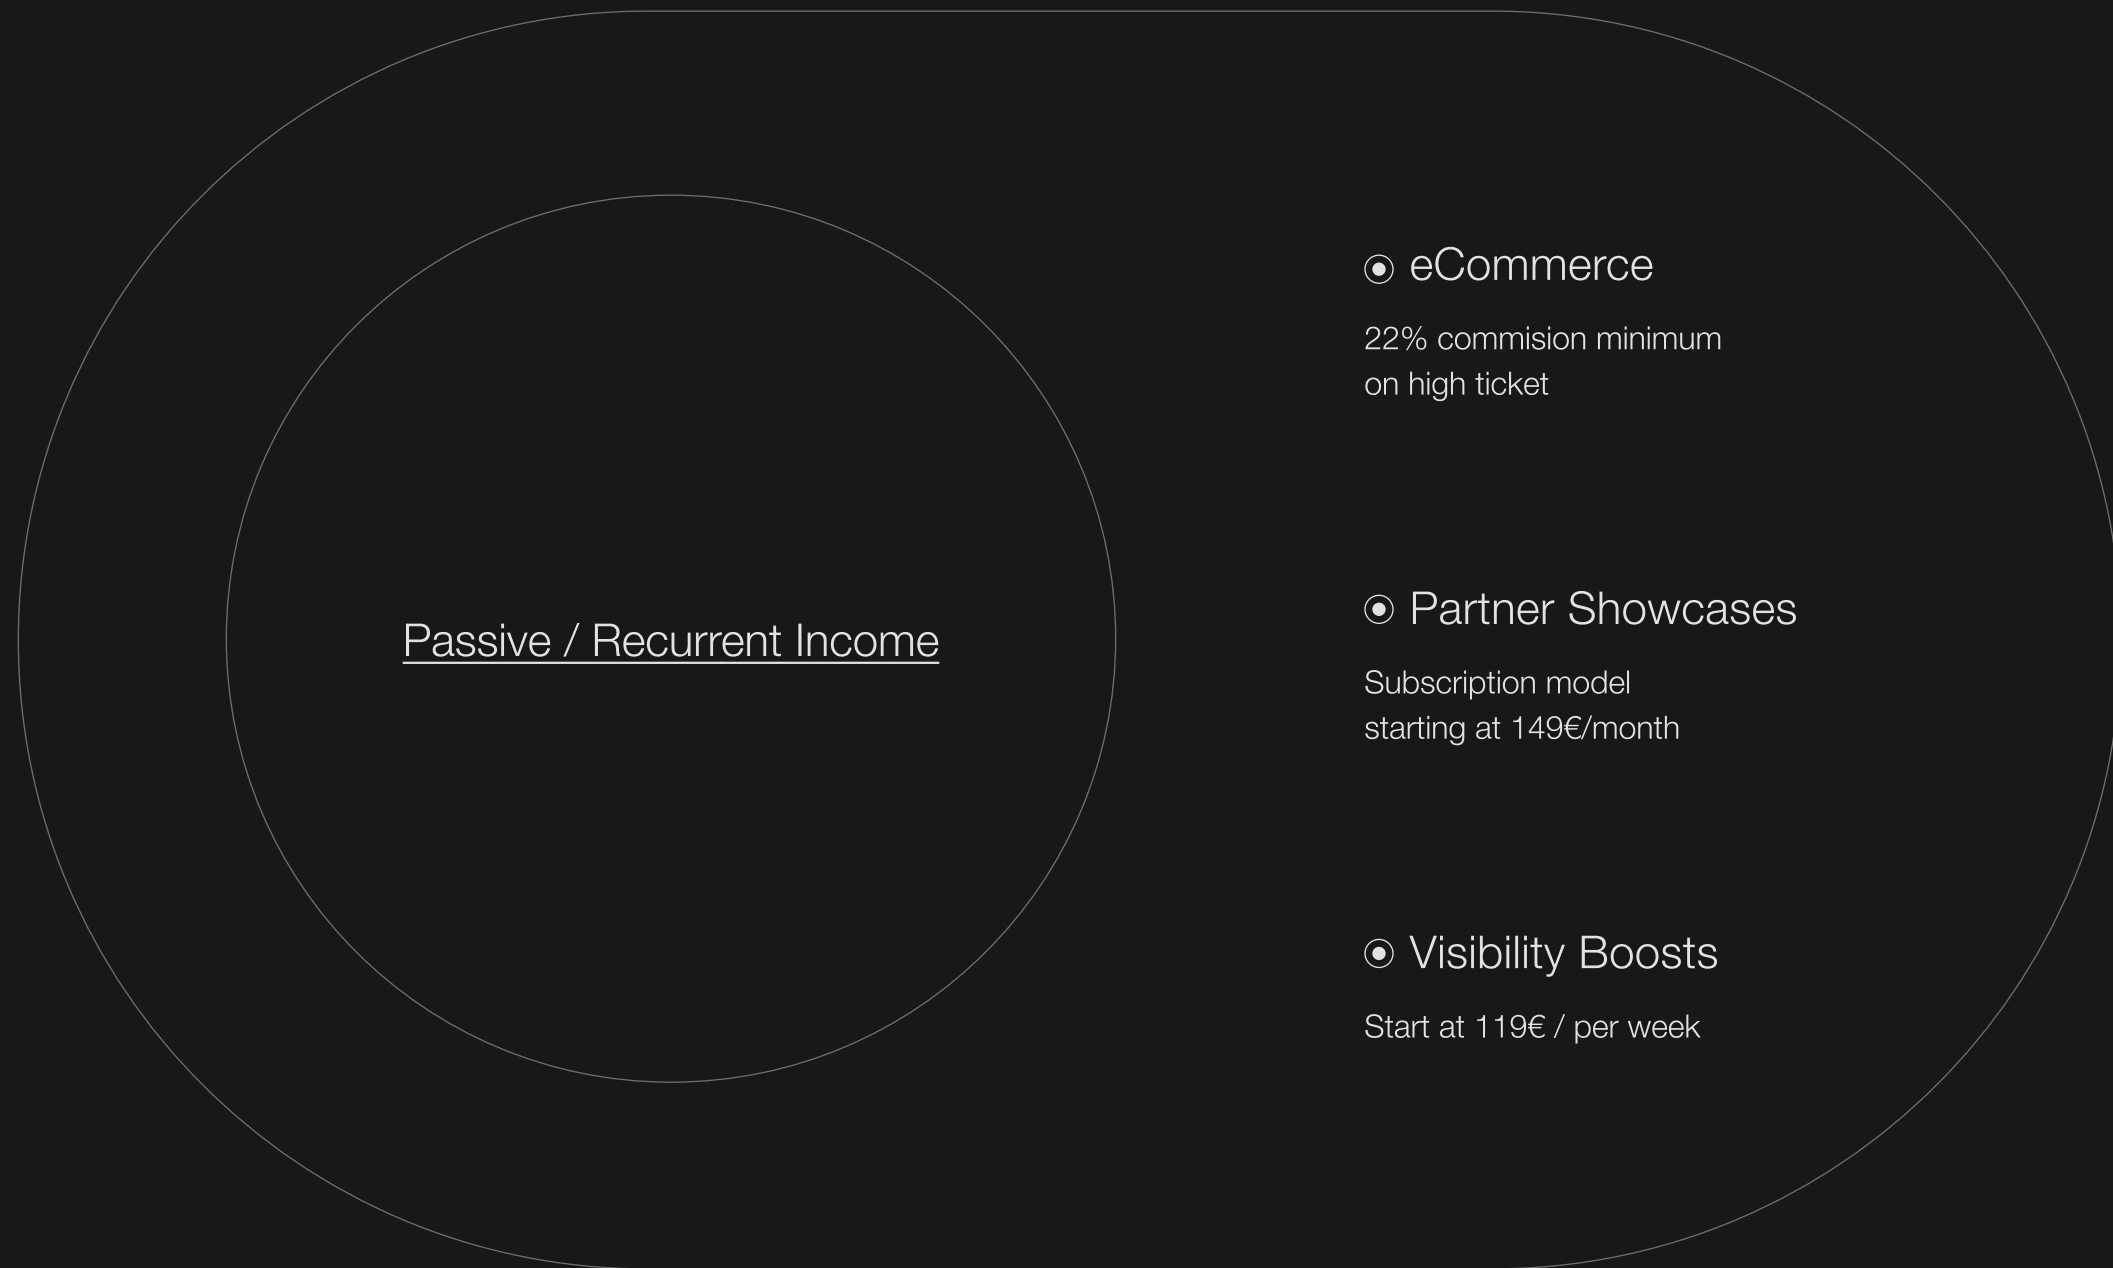 Passive / Recurrent Income
eCommerce
22% commision minimum
on high ticket
Partner Showcases
Subscription model
starting at 149€/month
Visibility Boosts
Start at 119€ / per week